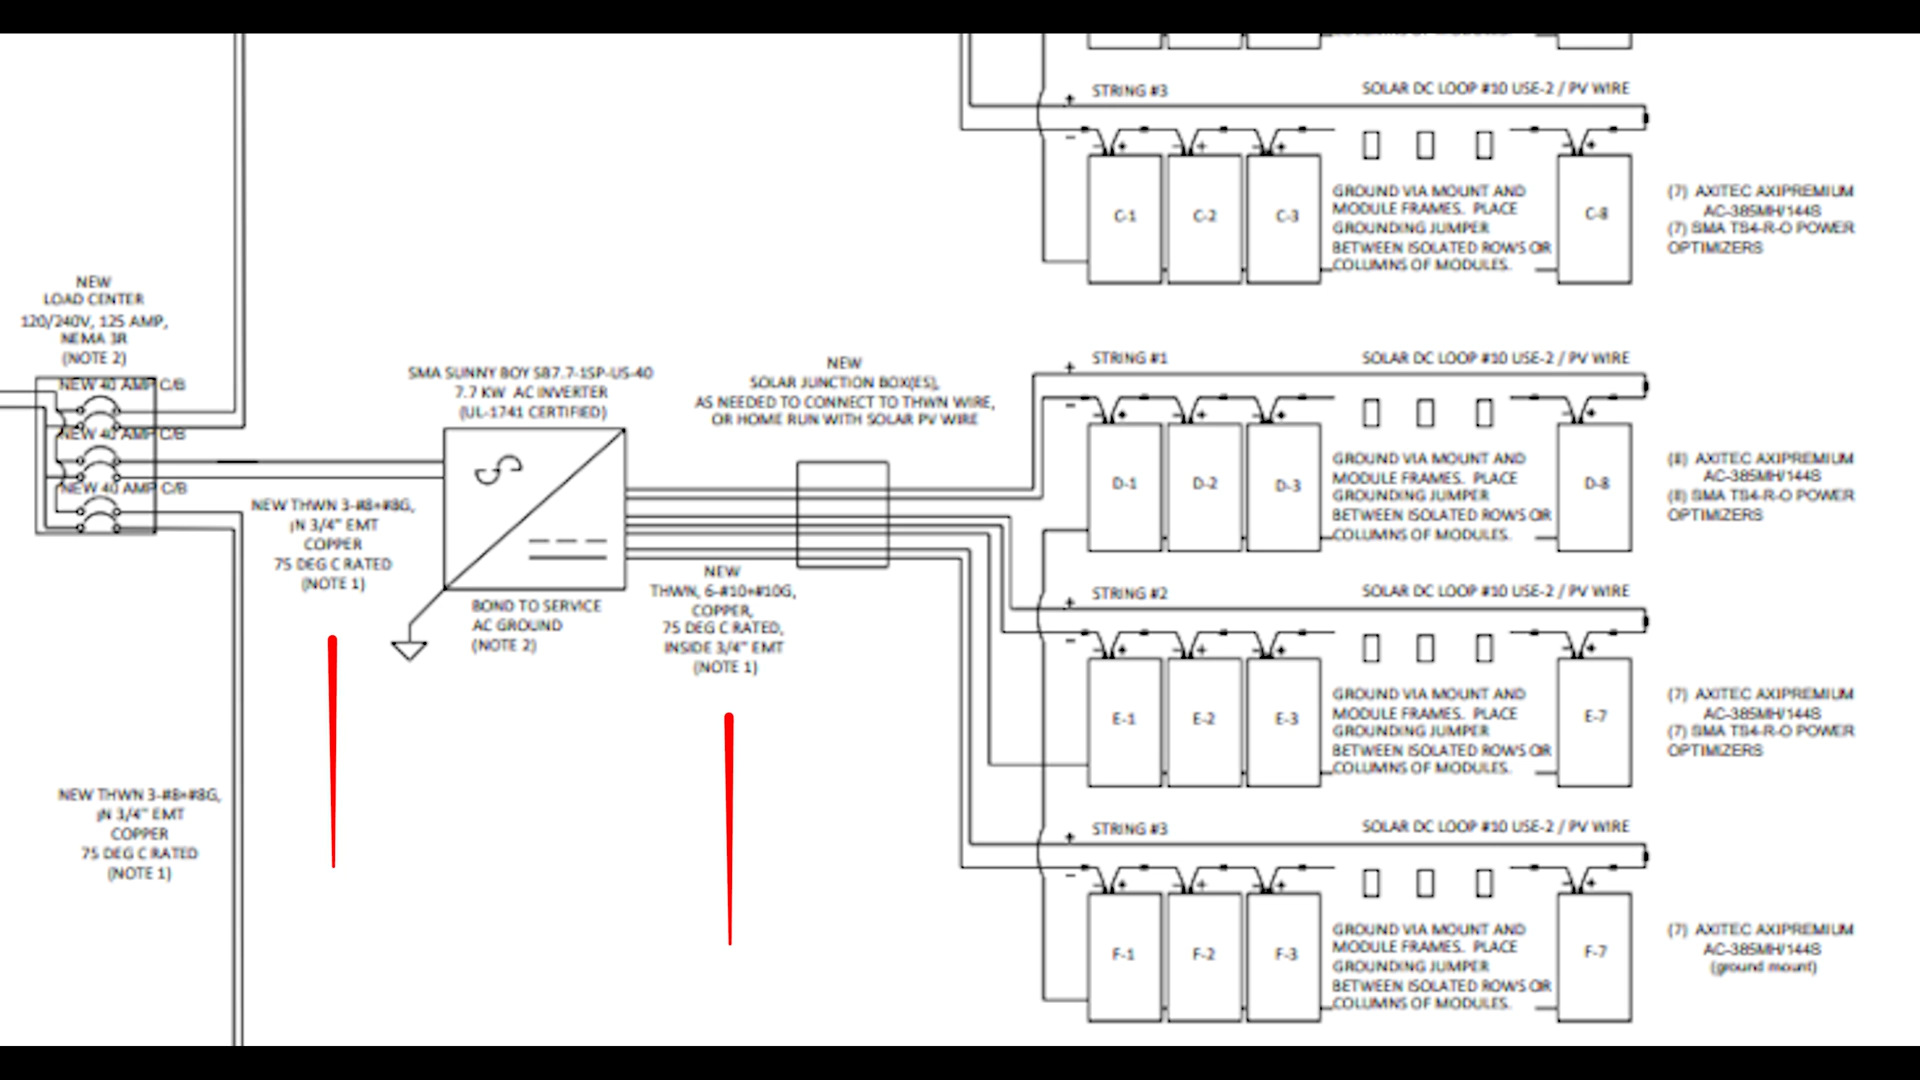 STRING #3
SOLAR DC LOOP #10 USE-2 / PV WIRE
C-1
C-2
C-3
GROUND VIA MOUNT AND
MODULE FRAMES. PLACE
GROUNDING JUMPER
BETWEEN ISOLATED ROWS OR
COLUMNS OF MODULES.
C-8
(7) AXITEC AXIPREMIUM
AC-385MH/144S
(7) SMA TS4-R-O POWER
OPTIMIZERS
NEW
LOAD CENTER
120/240V, 125 AMP,
NEMA 3R
(NOTE 2)
NEW 40 AMP C/B
NEW 40 AMP C/B
NEW 40 AMP C/B
NEW THWN 3-#8+#8G,
IN 3/4" EMT
COPPER
75 DEG C RATED
(NOTE 1)
SMA SUNNY BOY SB7.7-1SP-US-40
7.7 KW AC INVERTER
(UL-1741 CERTIFIED)
BOND TO SERVICE
AC GROUND
(NOTE 2)
NEW
SOLAR JUNCTION BOX(ES),
AS NEEDED TO CONNECT TO THWN WIRE,
OR HOME RUN WITH SOLAR PV WIRE
NEW
THWN, 6-#10+#10G,
COPPER,
75 DEG C RATED,
INSIDE 3/4" EMT
(NOTE 1)
STRING #1
SOLAR DC LOOP #10 USE-2 / PV WIRE
D-1
D-2
D-3
GROUND VIA MOUNT AND
MODULE FRAMES. PLACE
GROUNDING JUMPER
BETWEEN ISOLATED ROWS OR
COLUMNS OF MODULES.
D-8
(8) AXITEC AXIPREMIUM
AC-385MH/144S
(8) SMA TS4-R-O POWER
OPTIMIZERS
STRING #2
SOLAR DC LOOP #10 USE-2 / PV WIRE
E-1
E-2
E-3
GROUND VIA MOUNT AND
MODULE FRAMES. PLACE
GROUNDING JUMPER
BETWEEN ISOLATED ROWS OR
COLUMNS OF MODULES.
E-7
(7) AXITEC AXIPREMIUM
AC-385MH/144S
(7) SMA TS4-R-O POWER
OPTIMIZERS
NEW THWN 3-#8+#8G,
IN 3/4" EMT
COPPER
75 DEG C RATED
(NOTE 1)
STRING #3
SOLAR DC LOOP #10 USE-2 / PV WIRE
F-1
F-2
F-3
GROUND VIA MOUNT AND
MODULE FRAMES. PLACE
GROUNDING JUMPER
BETWEEN ISOLATED ROWS OR
COLUMNS OF MODULES.
F-7
(7) AXITEC AXIPREMIUM
AC-385MH/144S
(ground mount)